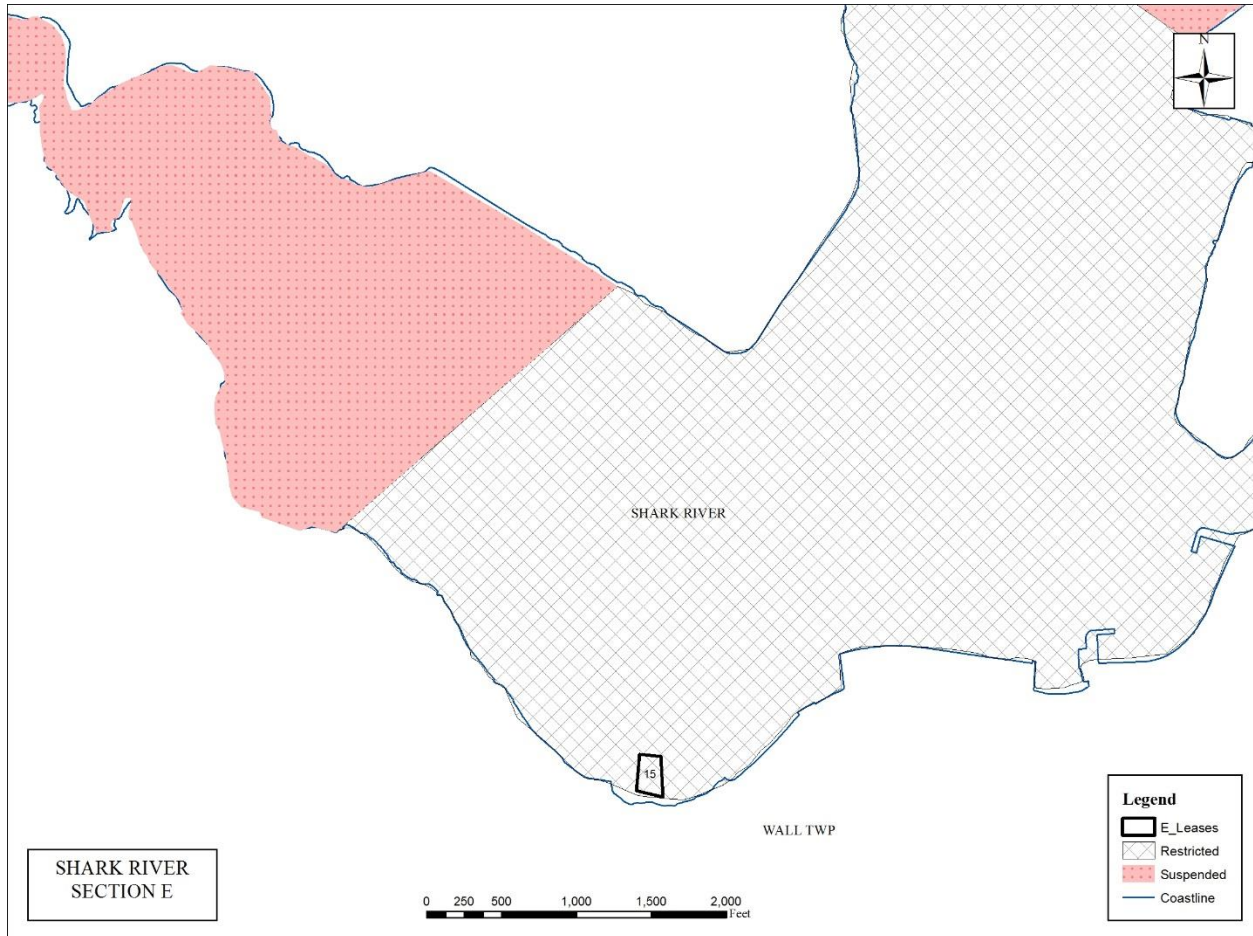 N
SHARK RIVER
15
WALL TWP
SHARK RIVER
SECTION E
0 250 500 1,000 1,500 2,000
Feet
Legend
E_Leases
Restricted
Suspended
Coastline